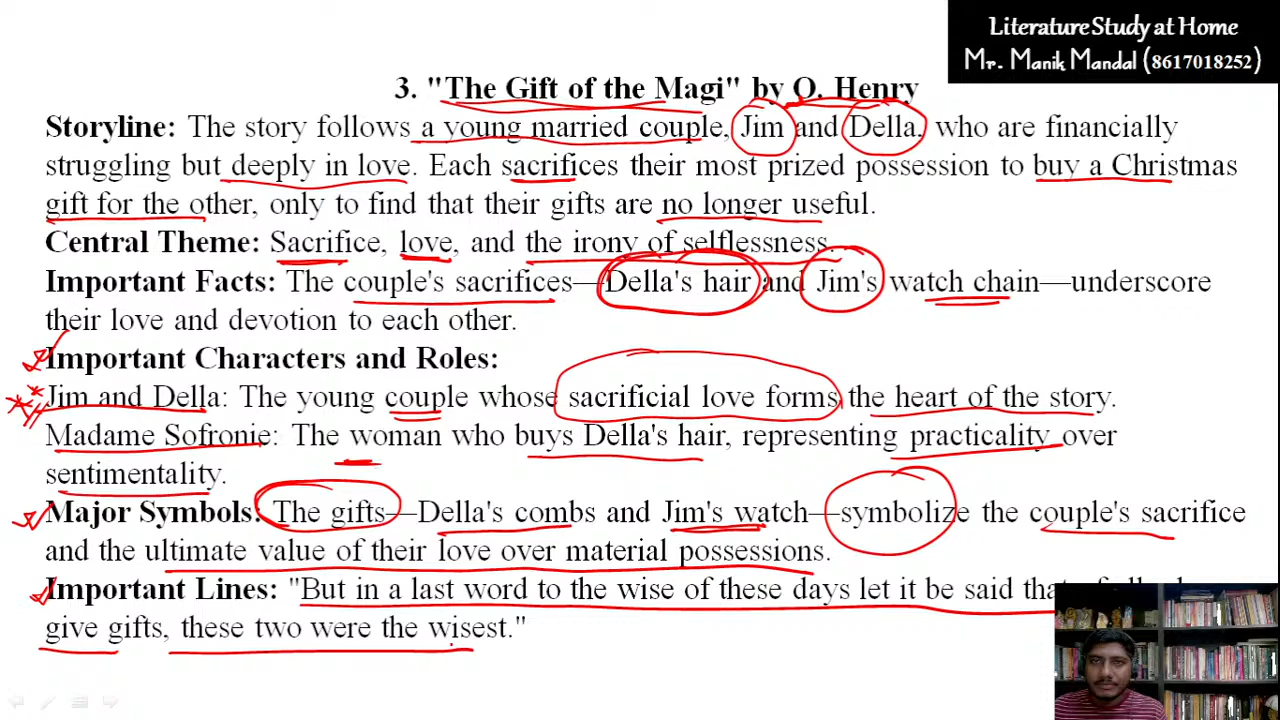 Literature Study at Home
Mr. Manik Mandal (8617018252)
3. "The Gift of the Magi" by O. Henry
Storyline: The story follows a young married couple, Jim and Della, who are financially
struggling but deeply in love. Each sacrifices their most prized possession to buy a Christmas
gift for the other, only to find that their gifts are no longer useful.
Central Theme: Sacrifice, love, and the irony of selflessness.
Important Facts: The couple's sacrifices—Della's hair and Jim's watch chain—underscore
their love and devotion to each other.
Important Characters and Roles:
Jim and Della: The young couple whose sacrificial love forms the heart of the story.
Madame Sofronie: The woman who buys Della's hair, representing practicality over
sentimentality.
Major Symbols: The gifts—Della's combs and Jim's watch—symbolize the couple's sacrifice
and the ultimate value of their love over material possessions.
Important Lines: "But in a last word to the wise of these days let it be said
give gifts, these two were the wisest."